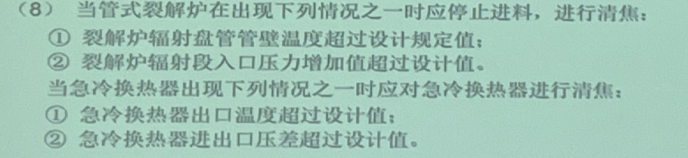 （8） 当管式裂解炉在出现下列情况之一时应停止进料，进行清焦：
① 裂解炉辐射盘管管壁温度超过设计规定值；
② 裂解炉辐射段入口压力增加值超过设计值。
当急冷换热器出现下列情况之一时应对急冷换热器进行清焦：
① 急冷换热器出口温度超过设计值；
② 急冷换热器进出口压差超过设计值。